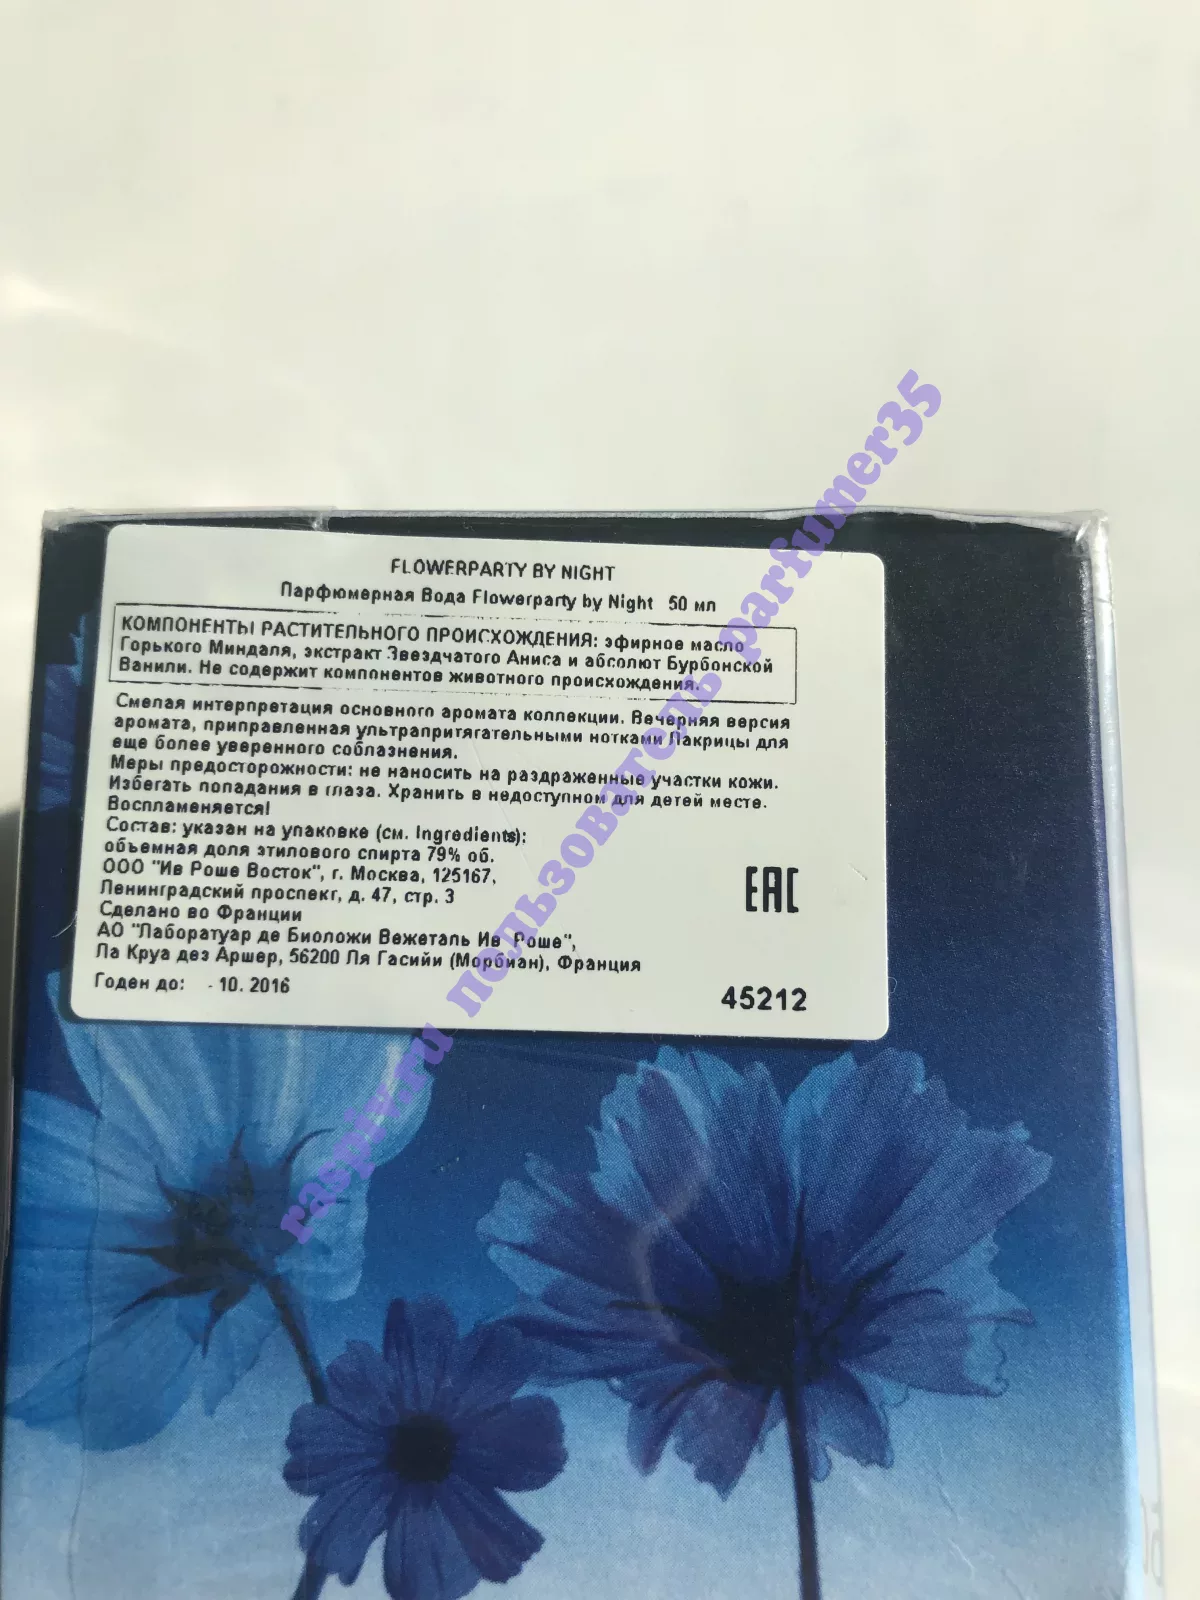 FLOWERPARTY BY NIGHT
Парфюмерная Вода Flowerparty by Night 50 мл
КОМПОНЕНТЫ РАСТИТЕЛЬНОГО ПРОИСХОЖДЕНИЯ: эфирное масло
Горького Миндаля, экстракт Звездчатого Аниса и абсолют Бурбонской
Ванили. Не содержит компонентов животного происхождения.
Смелая интерпретация основного аромата коллекции. Вечерняя версия
аромата, приправленная ультрапритягательными нотками Лакрицы для
еще более уверенного соблазнения.
Меры предосторожности: не наносить на раздраженные участки кожи.
Избегать попадания в глаза. Хранить в недоступном для детей месте.
Воспламеняется!
Состав: указан на упаковке (см. Ingredients):
объемная доля этилового спирта 79% об.
ООО "Ив Роше Восток", г. Москва, 125167,
Ленинградский проспект, д. 47, стр. 3
Сделано во Франции
АО "Лаборатуар де Биоложи Вежеталь Ив Роше",
Ла Круа дез Аршер, 56200 Ля Гасийи (Морбиан), Франция
Годен до: - 10. 2016
EAC
45212
raspiv.ru пользователь parfumer35